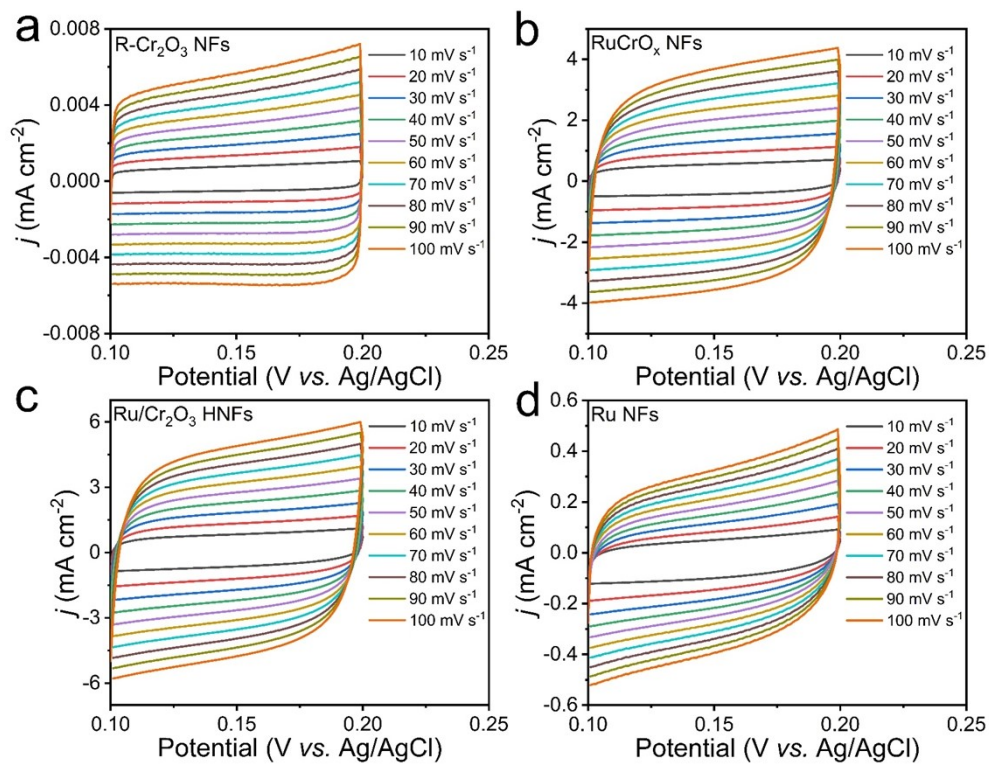 a
R-Cr₂O₃ NFs
0.008
0.004
0.000
-0.004
-0.008
j (mA cm⁻²)
10 mV s⁻¹
20 mV s⁻¹
30 mV s⁻¹
40 mV s⁻¹
50 mV s⁻¹
60 mV s⁻¹
70 mV s⁻¹
80 mV s⁻¹
90 mV s⁻¹
100 mV s⁻¹
0.10 0.15 0.20 0.25
Potential (V vs. Ag/AgCl)
b
RuCrOₓ NFs
4
2
0
-2
-4
j (mA cm⁻²)
10 mV s⁻¹
20 mV s⁻¹
30 mV s⁻¹
40 mV s⁻¹
50 mV s⁻¹
60 mV s⁻¹
70 mV s⁻¹
80 mV s⁻¹
90 mV s⁻¹
100 mV s⁻¹
0.10 0.15 0.20 0.25
Potential (V vs. Ag/AgCl)
c
Ru/Cr₂O₃ HNFs
6
3
0
-3
-6
j (mA cm⁻²)
10 mV s⁻¹
20 mV s⁻¹
30 mV s⁻¹
40 mV s⁻¹
50 mV s⁻¹
60 mV s⁻¹
70 mV s⁻¹
80 mV s⁻¹
90 mV s⁻¹
100 mV s⁻¹
0.10 0.15 0.20 0.25
Potential (V vs. Ag/AgCl)
d
Ru NFs
0.6
0.4
0.2
0.0
-0.2
-0.4
-0.6
j (mA cm⁻²)
10 mV s⁻¹
20 mV s⁻¹
30 mV s⁻¹
40 mV s⁻¹
50 mV s⁻¹
60 mV s⁻¹
70 mV s⁻¹
80 mV s⁻¹
90 mV s⁻¹
100 mV s⁻¹
0.10 0.15 0.20 0.25
Potential (V vs. Ag/AgCl)